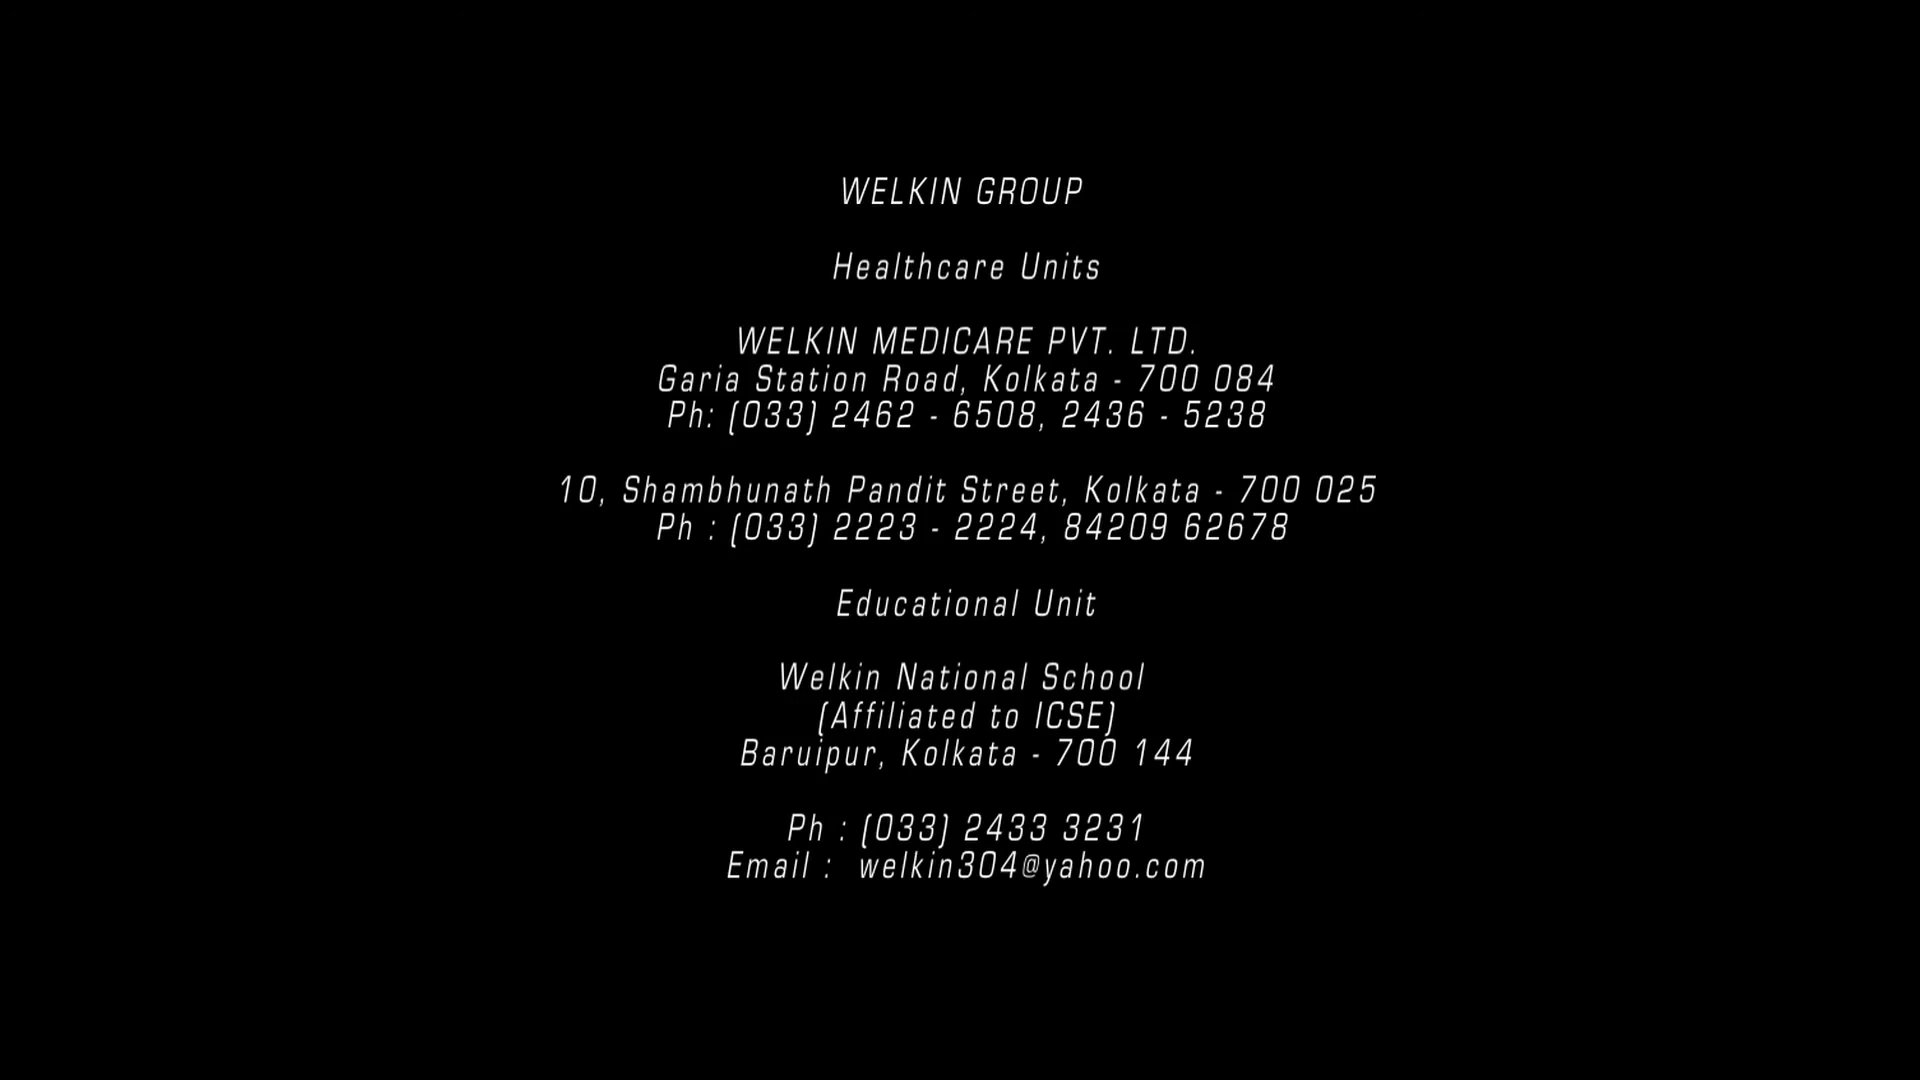 WELKIN GROUP
Healthcare Units
WELKIN MEDICARE PVT. LTD.
Garia Station Road, Kolkata - 700 084
Ph: (033) 2462 - 6508, 2436 - 5238
10, Shambhunath Pandit Street, Kolkata - 700 025
Ph : (033) 2223 - 2224, 84209 62678
Educational Unit
Welkin National School
(Affiliated to ICSE)
Baruipur, Kolkata - 700 144
Ph : (033) 2433 3231
Email :  welkin304@yahoo.com